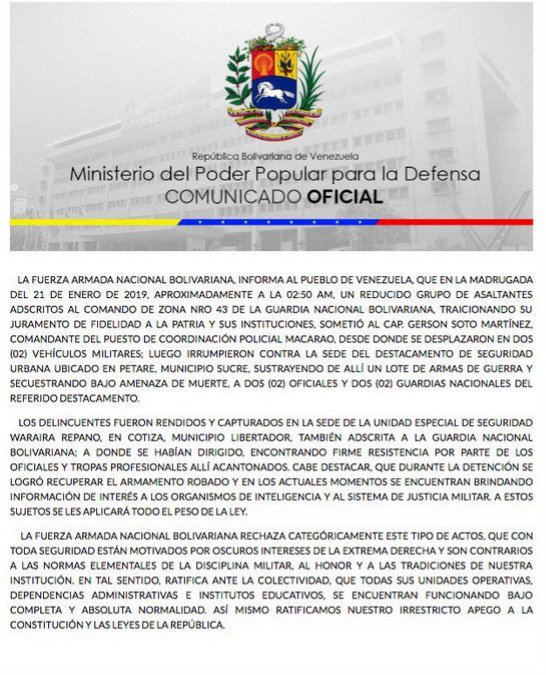 República Bolivariana de Venezuela
Ministerio del Poder Popular para la Defensa
COMUNICADO OFICIAL
LA FUERZA ARMADA NACIONAL BOLIVARIANA, INFORMA AL PUEBLO DE VENEZUELA, QUE EN LA MADRUGADA
DEL 21 DE ENERO DE 2019, APROXIMADAMENTE A LA 02:50 AM, UN REDUCIDO GRUPO DE ASALTANTES
ADSCRITOS AL COMANDO DE ZONA NRO 43 DE LA GUARDIA NACIONAL BOLIVARIANA, TRAICIONANDO SU
JURAMENTO DE FIDELIDAD A LA PATRIA Y SUS INSTITUCIONES, SOMETIÓ AL CAP. GERSON SOTO MARTÍNEZ,
COMANDANTE DEL PUESTO DE COORDINACIÓN POLICIAL MACARAO, DESDE DONDE SE DESPLAZARON EN DOS
(02) VEHÍCULOS MILITARES; LUEGO IRRUMPIERON CONTRA LA SEDE DEL DESTACAMENTO DE SEGURIDAD
URBANA UBICADO EN PETARE, MUNICIPIO SUCRE, SUSTRAYENDO DE ALLÍ UN LOTE DE ARMAS DE GUERRA Y
SECUESTRANDO BAJO AMENAZA DE MUERTE, A DOS (02) OFICIALES Y DOS (02) GUARDIAS NACIONALES DEL
REFERIDO DESTACAMENTO.
LOS DELINCUENTES FUERON RENDIDOS Y CAPTURADOS EN LA SEDE DE LA UNIDAD ESPECIAL DE SEGURIDAD
WARAIRA REPANO, EN COTIZA, MUNICIPIO LIBERTADOR, TAMBIÉN ADSCRITA A LA GUARDIA NACIONAL
BOLIVARIANA; A DONDE SE HABÍAN DIRIGIDO, ENCONTRANDO FIRME RESISTENCIA POR PARTE DE LOS
OFICIALES Y TROPAS PROFESIONALES ALLÍ ACANTONADOS. CABE DESTACAR, QUE DURANTE LA DETENCIÓN SE
LOGRÓ RECUPERAR EL ARMAMENTO ROBADO Y EN LOS ACTUALES MOMENTOS SE ENCUENTRAN BRINDANDO
INFORMACIÓN DE INTERÉS A LOS ORGANISMOS DE INTELIGENCIA Y AL SISTEMA DE JUSTICIA MILITAR. A ESTOS
SUJETOS SE LES APLICARÁ TODO EL PESO DE LA LEY.
LA FUERZA ARMADA NACIONAL BOLIVARIANA RECHAZA CATEGÓRICAMENTE ESTE TIPO DE ACTOS, QUE CON
TODA SEGURIDAD ESTÁN MOTIVADOS POR OSCUROS INTERESES DE LA EXTREMA DERECHA Y SON CONTRARIOS
A LAS NORMAS ELEMENTALES DE LA DISCIPLINA MILITAR, AL HONOR Y A LAS TRADICIONES DE NUESTRA
INSTITUCIÓN. EN TAL SENTIDO, RATIFICA ANTE LA COLECTIVIDAD, QUE TODAS SUS UNIDADES OPERATIVAS,
DEPENDENCIAS ADMINISTRATIVAS E INSTITUTOS EDUCATIVOS, SE ENCUENTRAN FUNCIONANDO BAJO
COMPLETA Y ABSOLUTA NORMALIDAD. ASÍ MISMO RATIFICAMOS NUESTRO IRRESTRICTO APEGO A LA
CONSTITUCIÓN Y LAS LEYES DE LA REPÚBLICA.